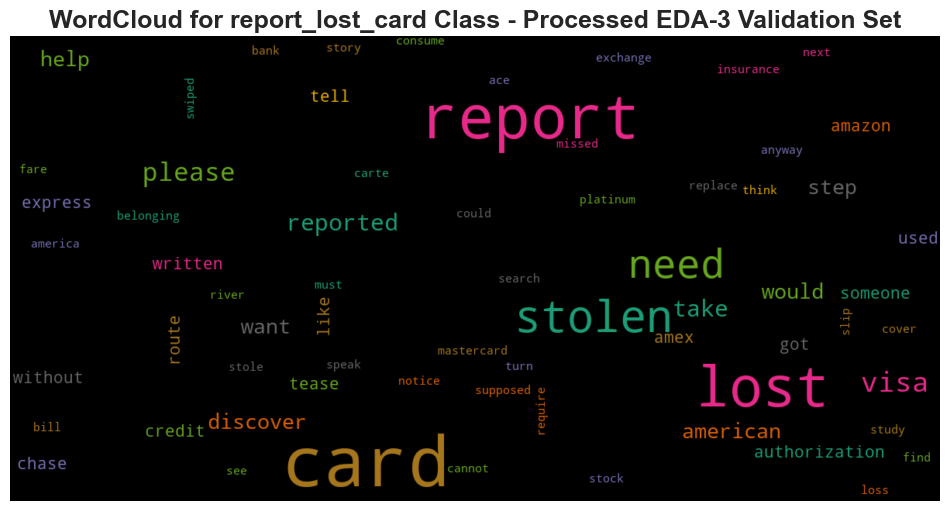 WordCloud for report_lost_card Class - Processed EDA-3 Validation Set
consume
bank
story
next
help
exchange
insurance
ace
swiped
tell
report
amazon
missed
anyway
fare
please
carte
replace
think
step
express
platinum
belonging
could
reported
america
used
written
need
search
river
must
would
someone
like
stolen
take
slip
route
want
amex
got
cover
mastercard
stole
speak
turn
without
tease
notice
supposed
lost
visa
require
discover
bill
credit
american
study
authorization
chase
card
see
cannot
find
stock
loss